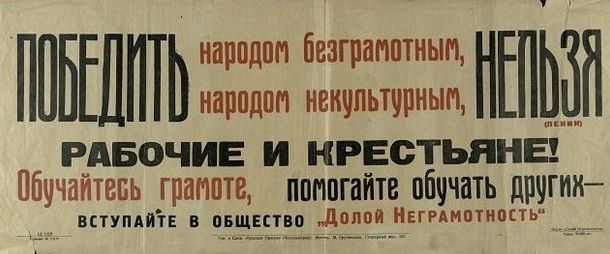 ПОБЕДИТЬ народом безграмотным, НЕЛЬЗЯ
народом некультурным,
(ЛЕНИН)
РАБОЧИЕ И КРЕСТЬЯНЕ!
Обучайтесь грамоте, помогайте обучать других—
ВСТУПАЙТЕ В ОБЩЕСТВО „Долой Неграмотность“